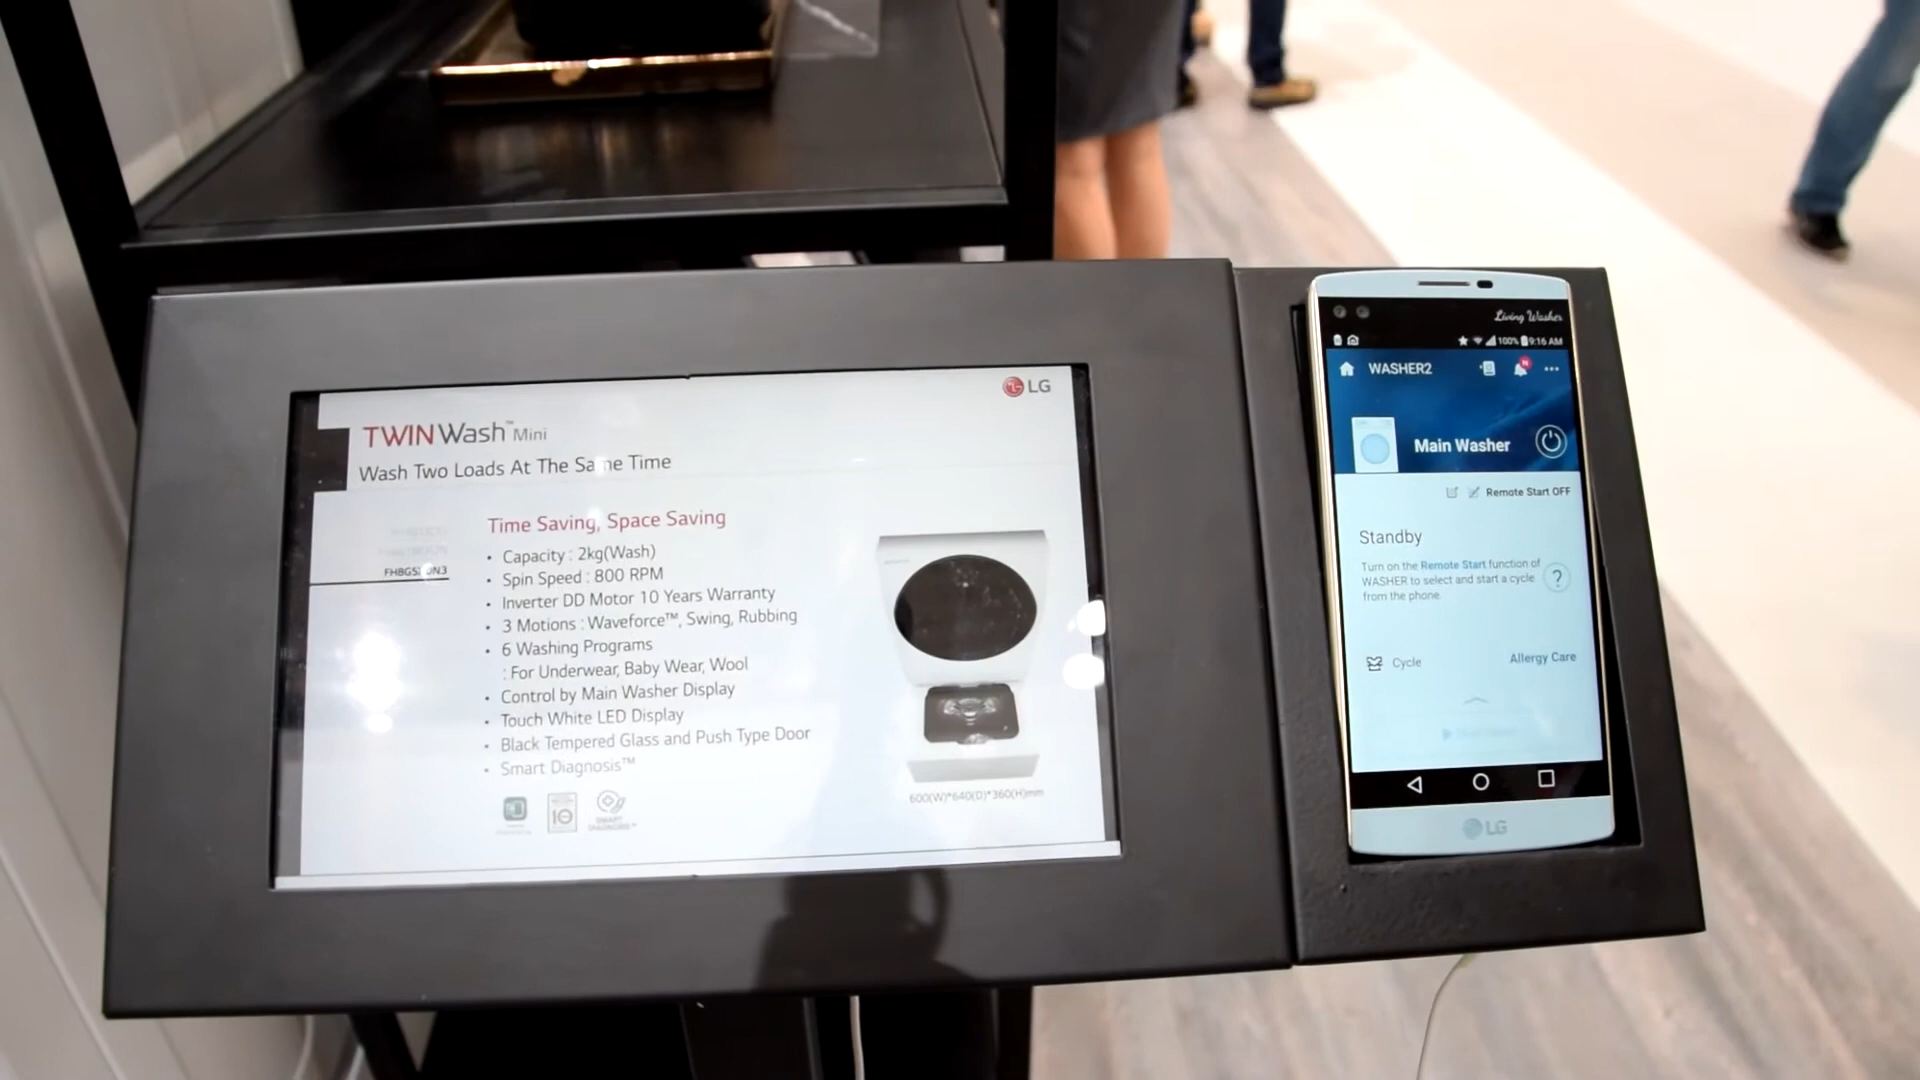 LG
TWINWash™ Mini
Wash Two Loads At The Same Time
Time Saving, Space Saving
• Capacity : 2kg(Wash)
• Spin Speed : 800 RPM
• Inverter DD Motor 10 Years Warranty
• 3 Motions : Waveforce™, Swing, Rubbing
• 6 Washing Programs
: For Underwear, Baby Wear, Wool
• Control by Main Washer Display
• Touch White LED Display
• Black Tempered Glass and Push Type Door
• Smart Diagnosis™
10
SMART
DIAGNOSIS™
600(W)*640(D)*360(H)mm
Living Washer
100% 9:16 AM
WASHER2
N
Main Washer
Remote Start OFF
Standby
Turn on the Remote Start function of
WASHER to select and start a cycle
from the phone.
?
Cycle
Allergy Care
LG